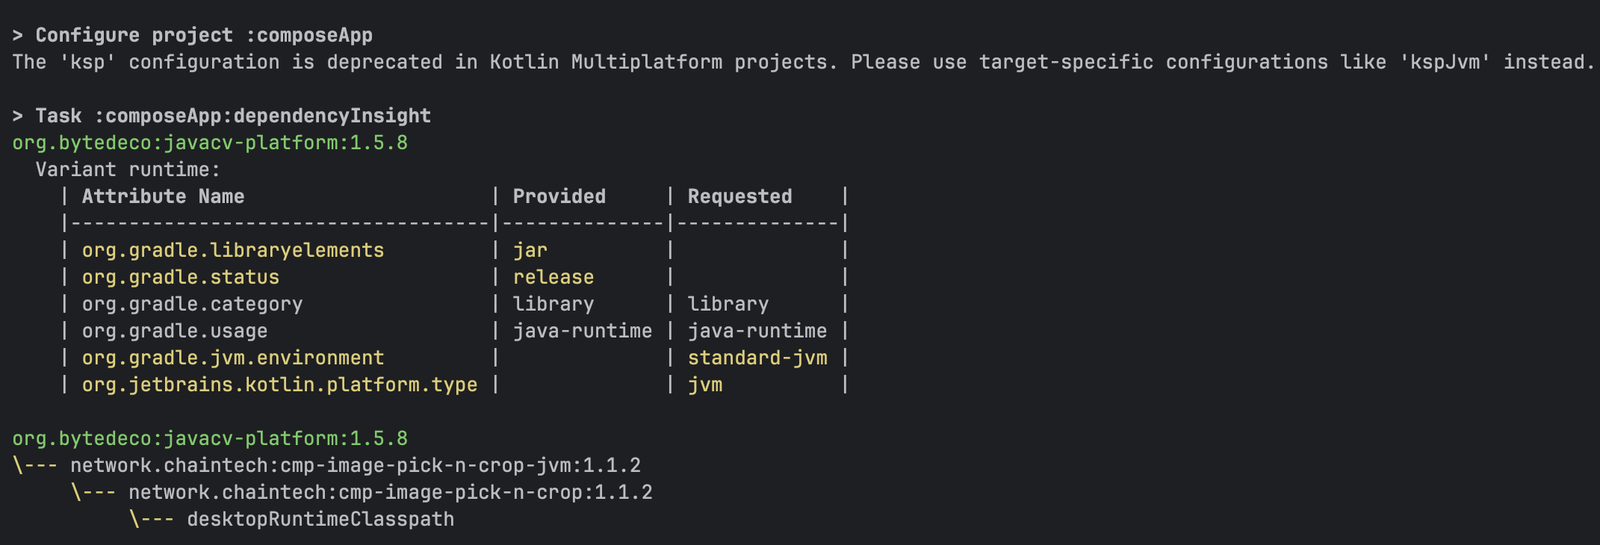 > Configure project :composeApp
The 'ksp' configuration is deprecated in Kotlin Multiplatform projects. Please use target-specific configurations like 'kspJvm' instead.
> Task :composeApp:dependencyInsight
org.bytedeco:javacv-platform:1.5.8
  Variant runtime:
    | Attribute Name                     | Provided     | Requested    |
    |------------------------------------|--------------|--------------|
    | org.gradle.libraryelements         | jar          |              |
    | org.gradle.status                  | release      |              |
    | org.gradle.category                | library      | library      |
    | org.gradle.usage                   | java-runtime | java-runtime |
    | org.gradle.jvm.environment         |              | standard-jvm |
    | org.jetbrains.kotlin.platform.type |              | jvm          |
org.bytedeco:javacv-platform:1.5.8
\--- network.chaintech:cmp-image-pick-n-crop-jvm:1.1.2
     \--- network.chaintech:cmp-image-pick-n-crop:1.1.2
          \--- desktopRuntimeClasspath